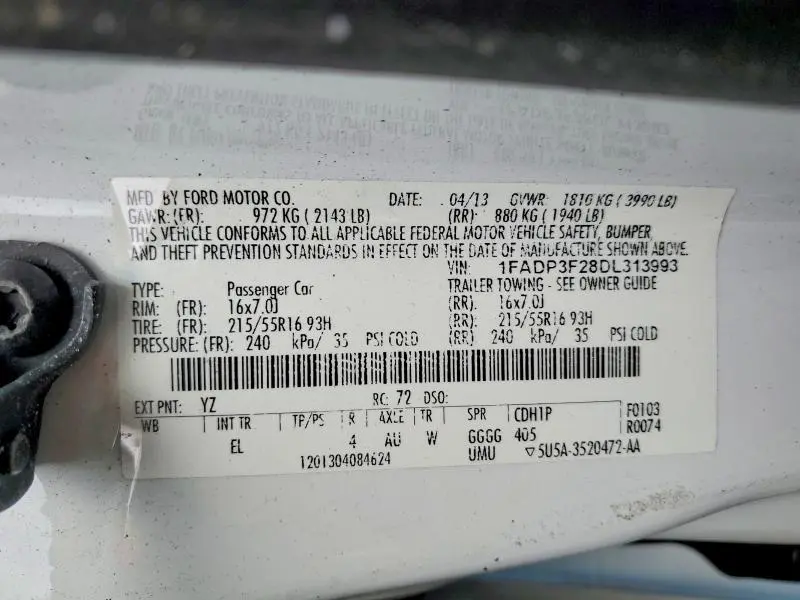 MFD BY FORD MOTOR CO. DATE: 04/13 GVWR: 1810 KG ( 3990 LB)
GAWR: (FR): 972 KG ( 2143 LB) (RR): 880 KG ( 1940 LB)
THIS VEHICLE CONFORMS TO ALL APPLICABLE FEDERAL MOTOR VEHICLE SAFETY, BUMPER,
AND THEFT PREVENTION STANDARDS IN EFFECT ON THE DATE OF MANUFACTURE SHOWN ABOVE.
VIN: 1FADP3F28DL313993
TYPE: Passenger Car TRAILER TOWING - SEE OWNER GUIDE
RIM: (FR): 16x7.0J (RR): 16x7.0J
TIRE: (FR): 215/55R16 93H (RR): 215/55R16 93H
PRESSURE: (FR): 240 kPa/ 35 PSI COLD (RR): 240 kPa/ 35 PSI COLD
EXT PNT: YZ RC: 72 DSO: F0103
WB INT TR TP/PS R AXLE TR SPR CDH1P R0074
EL 4 AU W GGGG 405
1201304084624 UMU ▽5U5A-3520472-AA